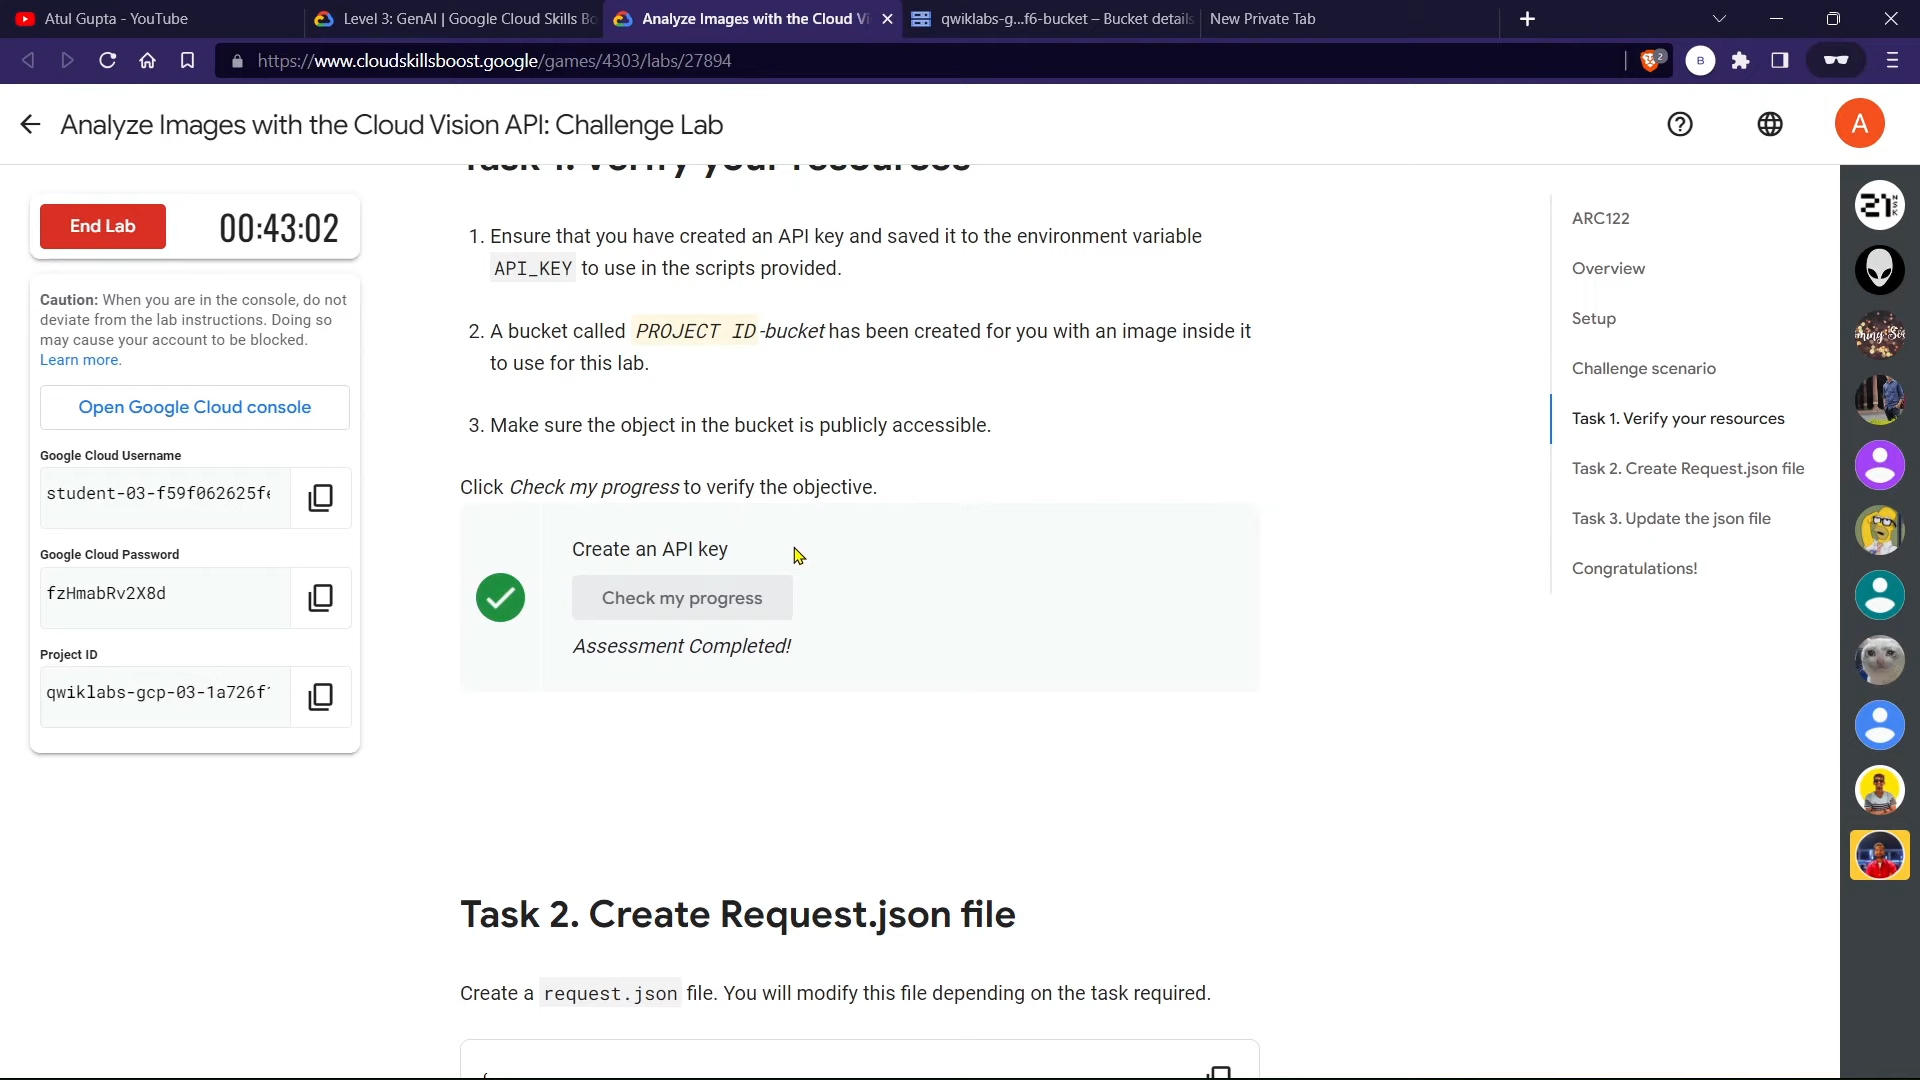 Atul Gupta - YouTube
Level 3: GenAI | Google Cloud Skills Bo
Analyze Images with the Cloud Vi
qwiklabs-g...f6-bucket – Bucket details
New Private Tab
https://www.cloudskillsboost.google/games/4303/labs/27894
2
B
Analyze Images with the Cloud Vision API: Challenge Lab
A
Task 1. Verify your resources
End Lab
00:43:02
Caution: When you are in the console, do not
deviate from the lab instructions. Doing so
may cause your account to be blocked.
Learn more.
Open Google Cloud console
Google Cloud Username
student-03-f59f062625f
Google Cloud Password
fzHmabRv2X8d
Project ID
qwiklabs-gcp-03-1a726f
1. Ensure that you have created an API key and saved it to the environment variable
API_KEY to use in the scripts provided.
2. A bucket called PROJECT ID-bucket has been created for you with an image inside it
to use for this lab.
3. Make sure the object in the bucket is publicly accessible.
Click Check my progress to verify the objective.
Create an API key
Check my progress
Assessment Completed!
Task 2. Create Request.json file
Create a request.json file. You will modify this file depending on the task required.
ARC122
Overview
Setup
Challenge scenario
Task 1. Verify your resources
Task 2. Create Request.json file
Task 3. Update the json file
Congratulations!